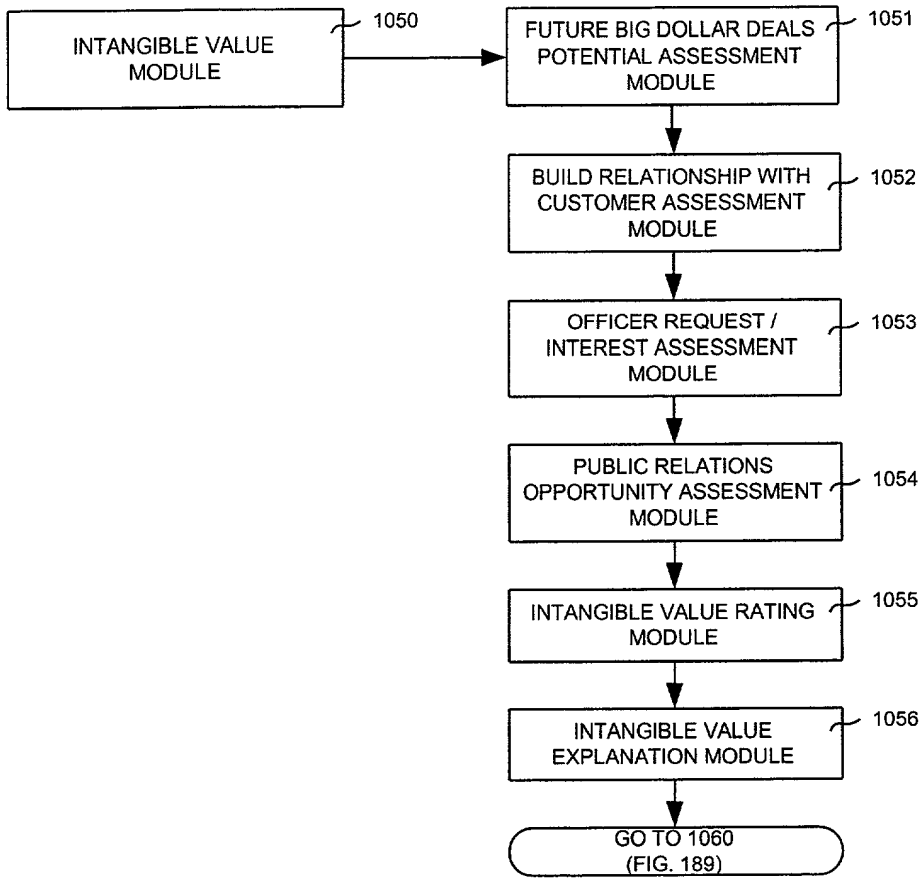 INTANGIBLE VALUE
MODULE
1050
FUTURE BIG DOLLAR DEALS
POTENTIAL ASSESSMENT
MODULE
1051
BUILD RELATIONSHIP WITH
CUSTOMER ASSESSMENT
MODULE
1052
OFFICER REQUEST /
INTEREST ASSESSMENT
MODULE
1053
PUBLIC RELATIONS
OPPORTUNITY ASSESSMENT
MODULE
1054
INTANGIBLE VALUE RATING
MODULE
1055
INTANGIBLE VALUE
EXPLANATION MODULE
1056
GO TO 1060
(FIG. 189)